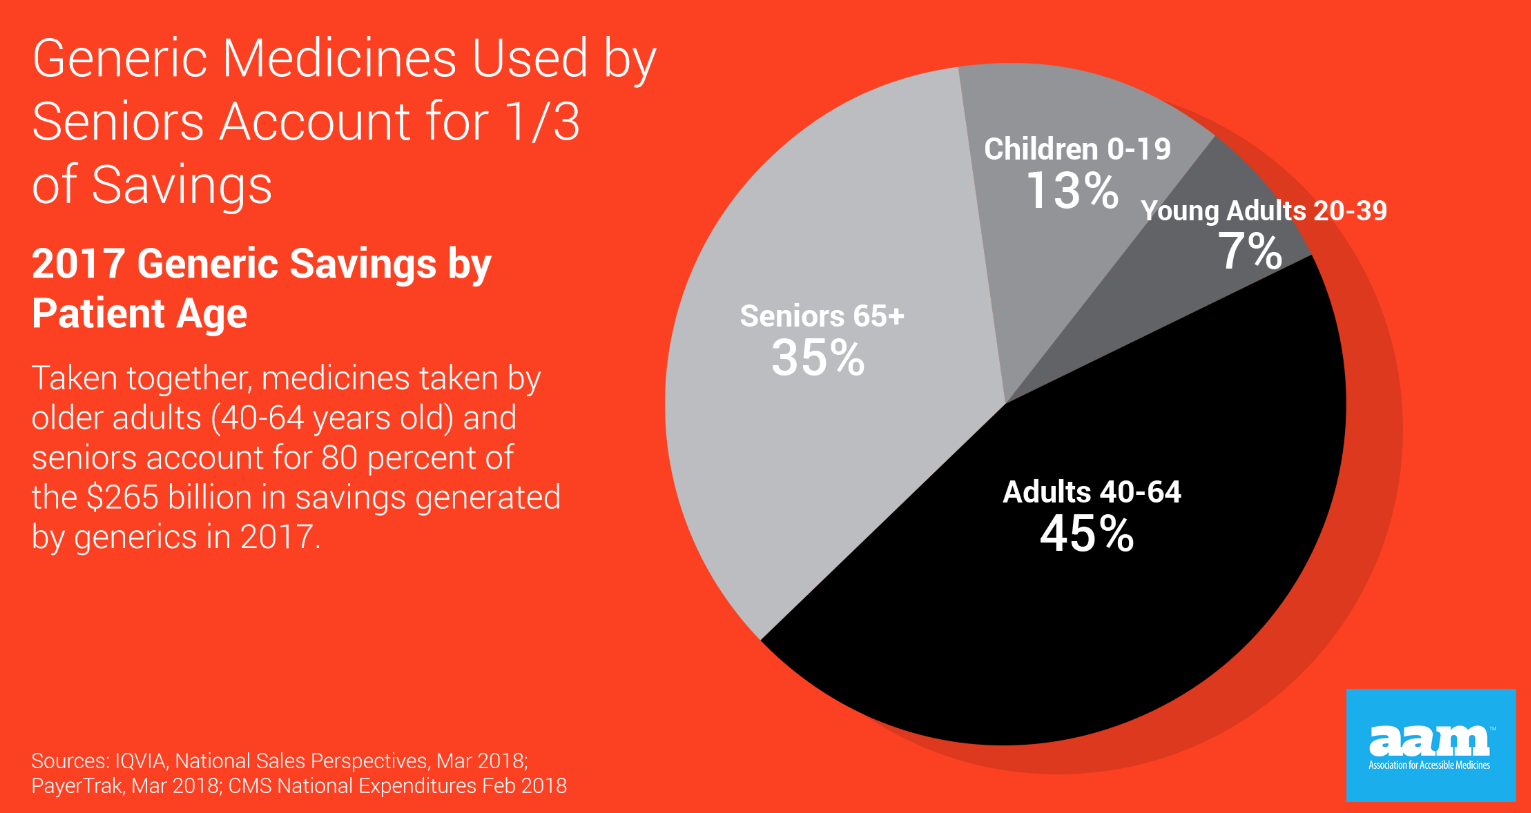 Generic Medicines Used by
Seniors Account for 1/3
of Savings
2017 Generic Savings by
Patient Age
Taken together, medicines taken by
older adults (40-64 years old) and
seniors account for 80 percent of
the $265 billion in savings generated
by generics in 2017.
Children 0-19
13%
Young Adults 20-39
7%
Seniors 65+
35%
Adults 40-64
45%
Sources: IQVIA, National Sales Perspectives, Mar 2018;
PayerTrak, Mar 2018; CMS National Expenditures Feb 2018
aam™
Association for Accessible Medicines